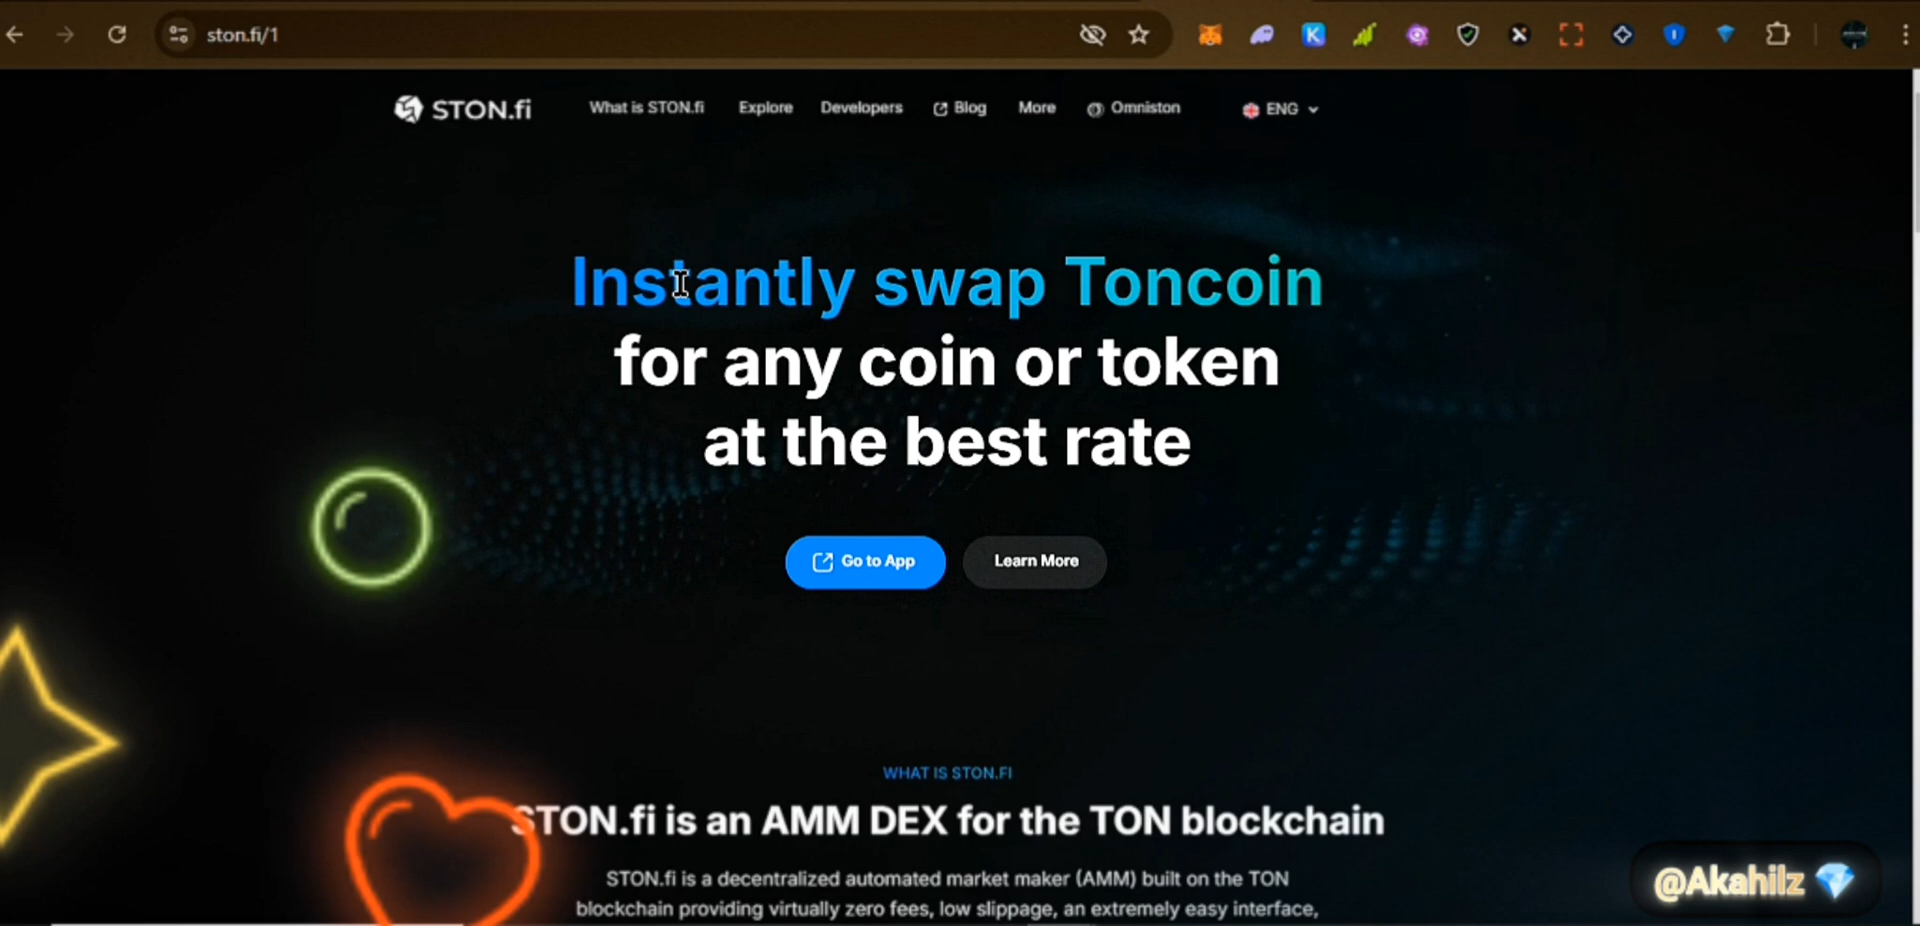 ston.fi/1
STON.fi
What is STON.fi
Explore
Developers
Blog
More
Omniston
ENG
Instantly swap Toncoin
for any coin or token
at the best rate
Go to App
Learn More
WHAT IS STON.FI
STON.fi is an AMM DEX for the TON blockchain
STON.fi is a decentralized automated market maker (AMM) built on the TON
blockchain providing virtually zero fees, low slippage, an extremely easy interface,
@Akahilz